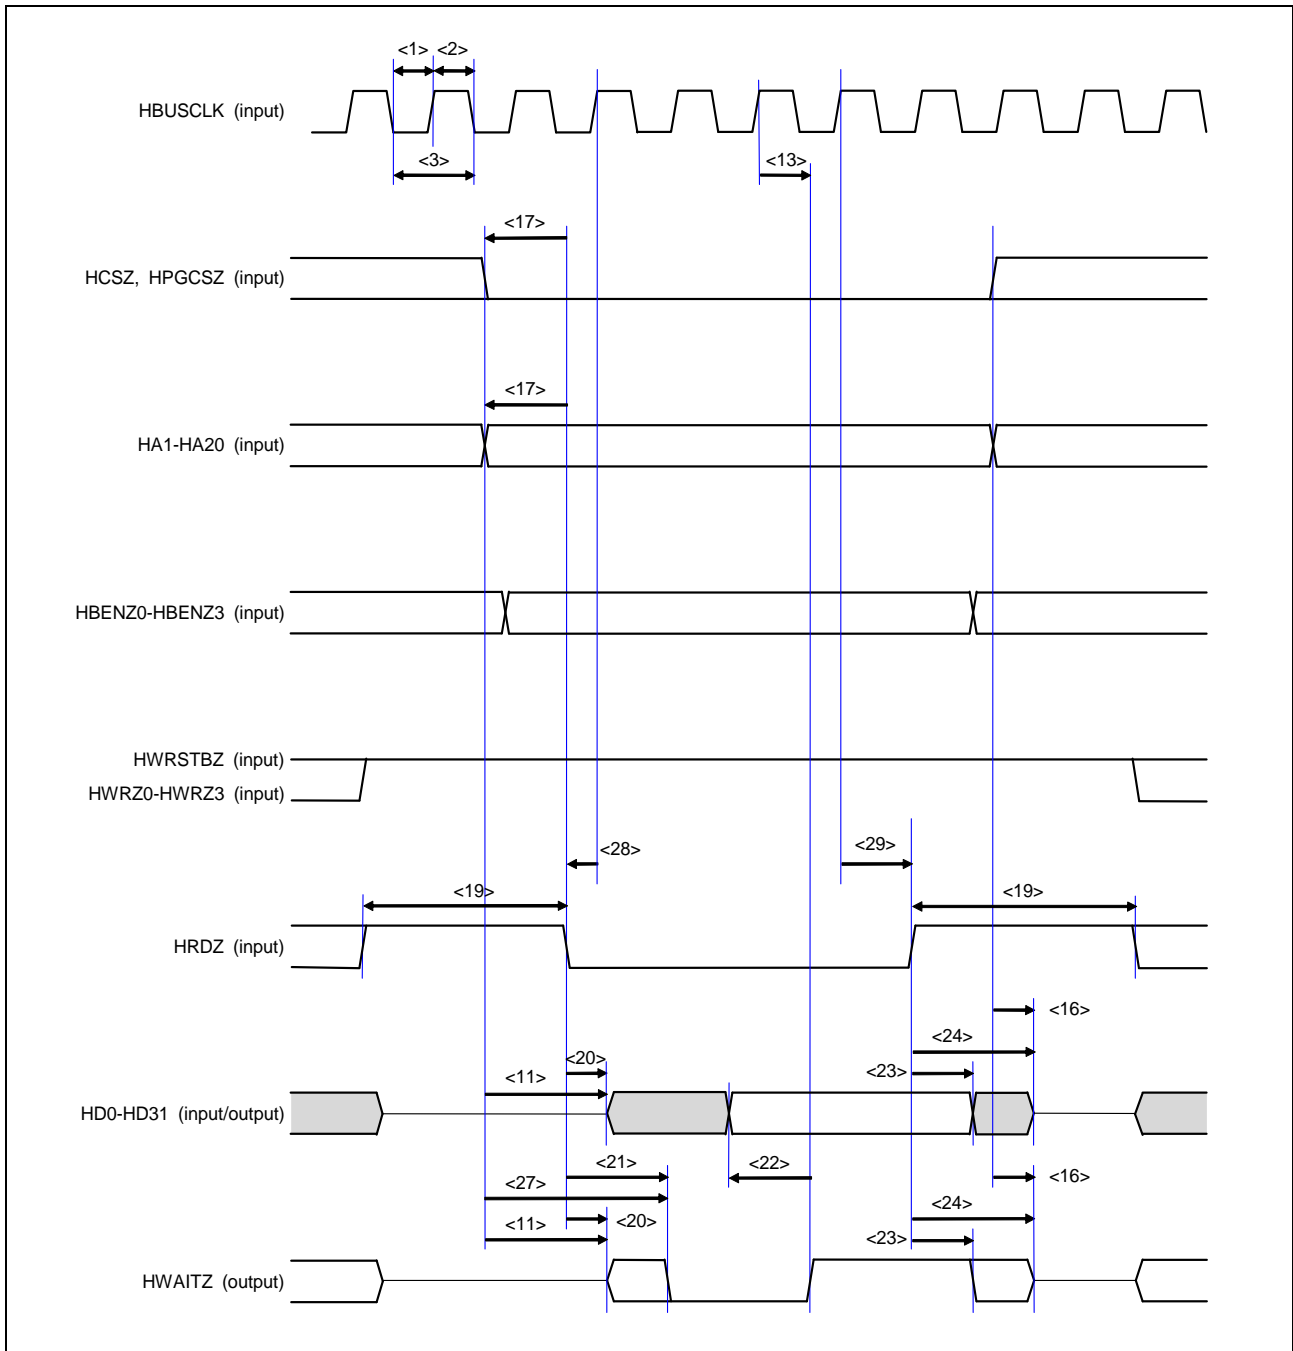 <1> <2>
HBUSCLK (input)
<3> <13>
<17>
HCSZ, HPGCSZ (input)
<17>
HA1-HA20 (input)
HBENZ0-HBENZ3 (input)
HWRSTBZ (input)
HWRZ0-HWRZ3 (input)
<28> <29>
<19> <19>
HRDZ (input)
<16>
<24>
<20> <23>
<11>
HD0-HD31 (input/output)
<21> <22> <16>
<27>
<20> <24>
<11> <23>
HWAITZ (output)